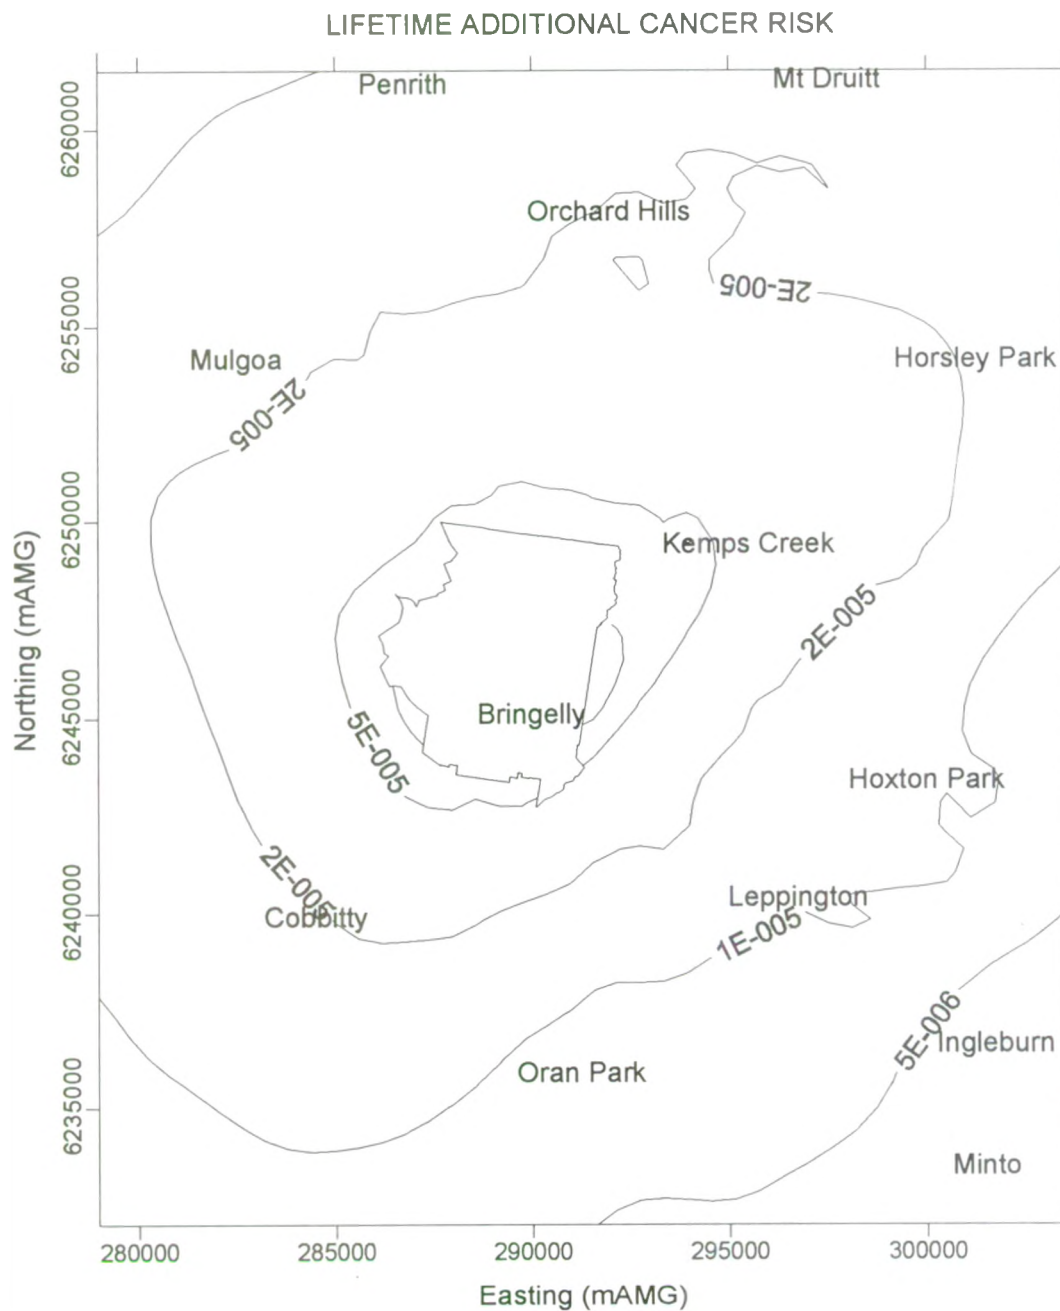 LIFETIME ADDITIONAL CANCER RISK
Penrith
Mt Druitt
6260000
Orchard Hills
2E-005
6255000
Mulgoa
Horsley Park
2E-005
6250000
Kemps Creek
Northing (mAMG)
2E-005
6245000
Bringelly
5E-005
Hoxton Park
2E-005
Leppington
6240000
Cobbitty
1E-005
5E-006
Ingleburn
Oran Park
6235000
Minto
280000
285000
290000
295000
300000
Easting (mAMG)